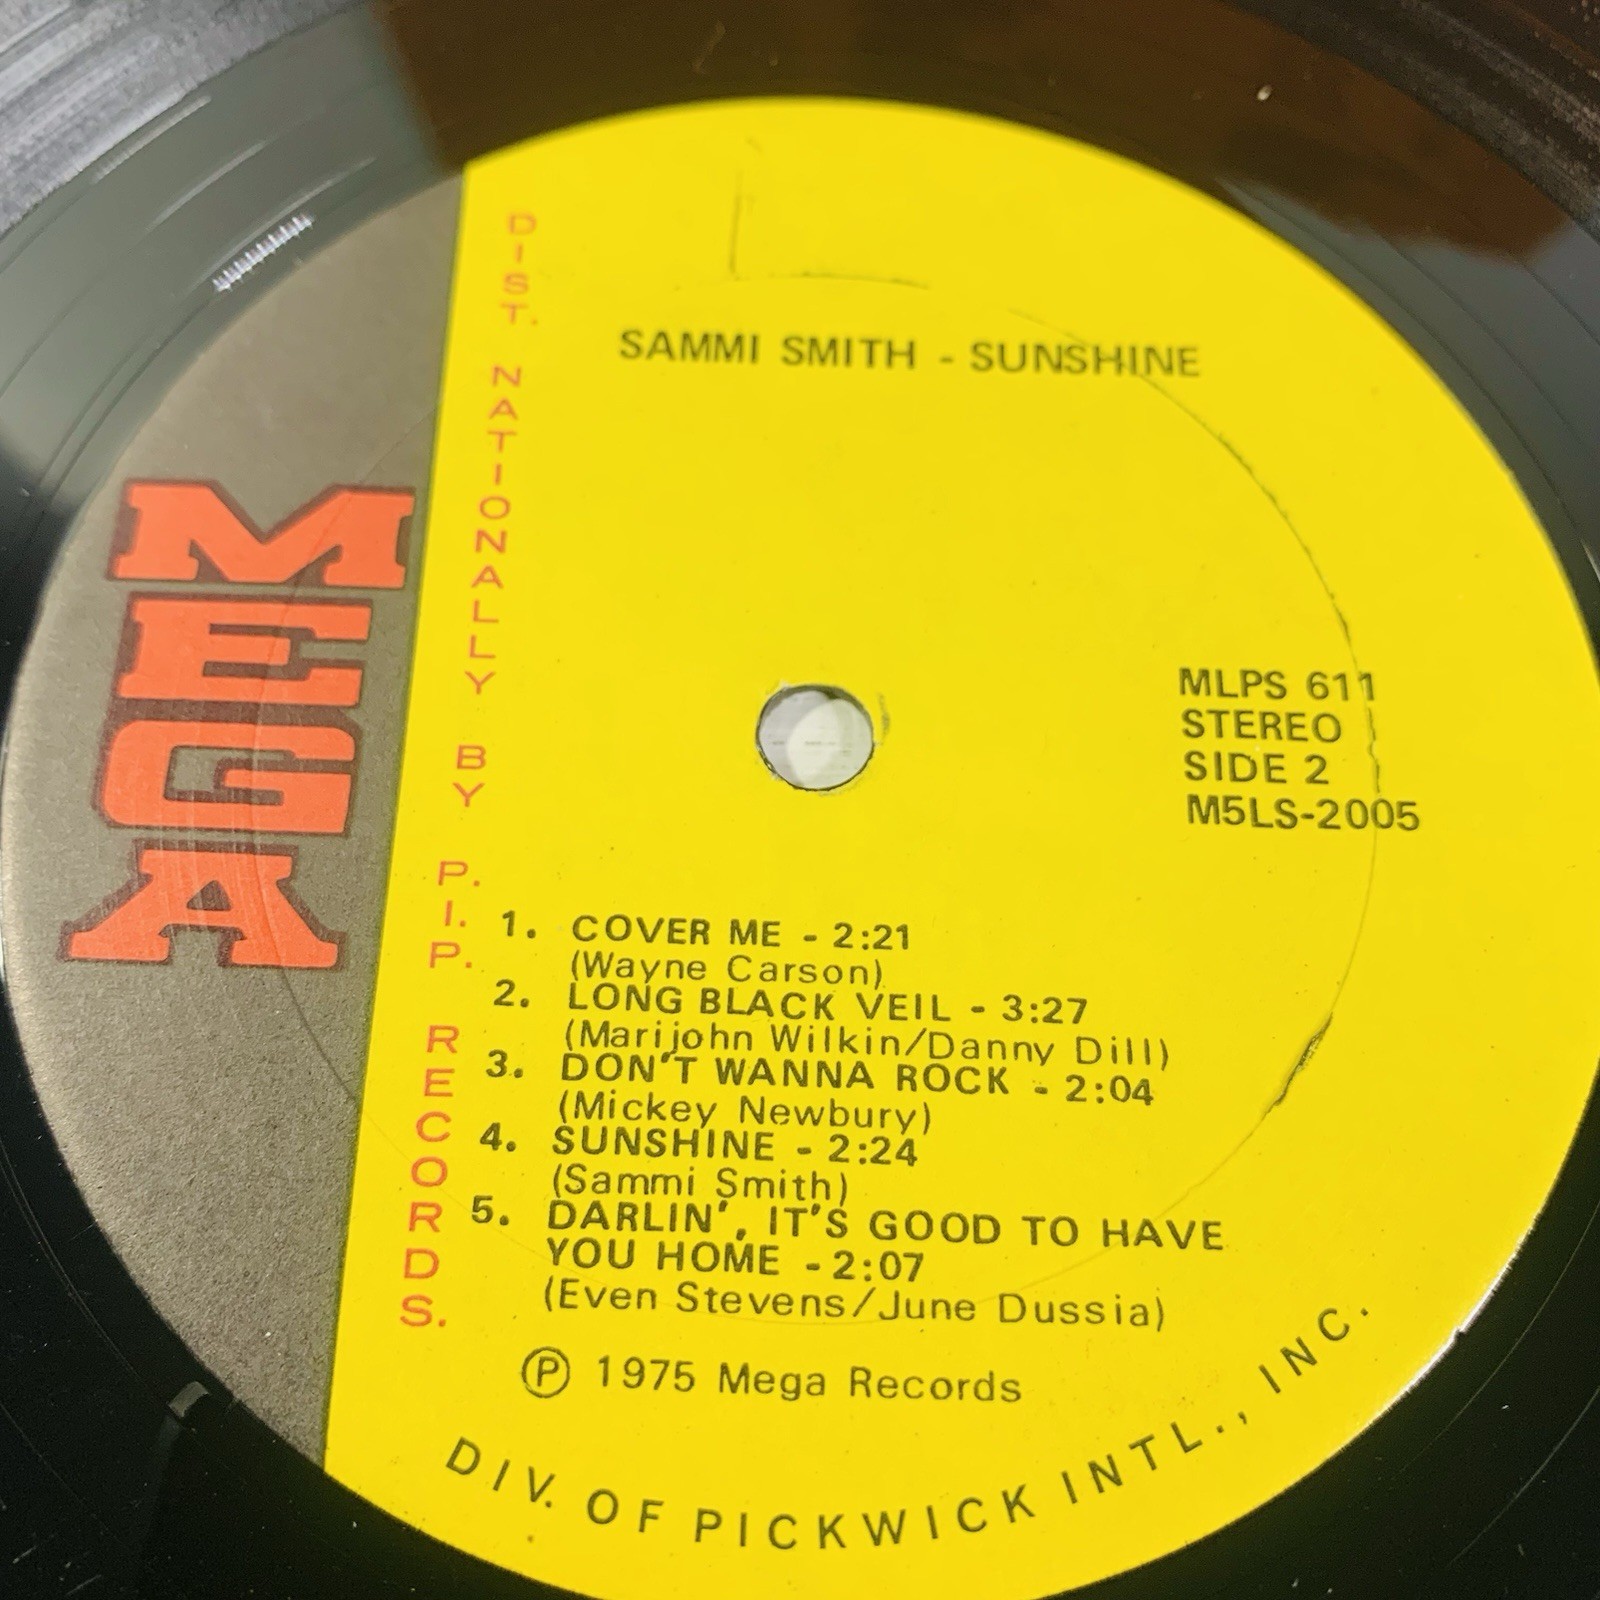 MEGA
DIST. NATIONALLY BY P.I.P. RECORDS.
SAMMI SMITH - SUNSHINE
MLPS 611
STEREO
SIDE 2
M5LS-2005
1. COVER ME - 2:21
(Wayne Carson)
2. LONG BLACK VEIL - 3:27
(Marijohn Wilkin/Danny Dill)
3. DON'T WANNA ROCK - 2:04
(Mickey Newbury)
4. SUNSHINE - 2:24
(Sammi Smith)
5. DARLIN', IT'S GOOD TO HAVE
YOU HOME - 2:07
(Even Stevens/June Dussia)
℗ 1975 Mega Records
DIV. OF PICKWICK INTL., INC.